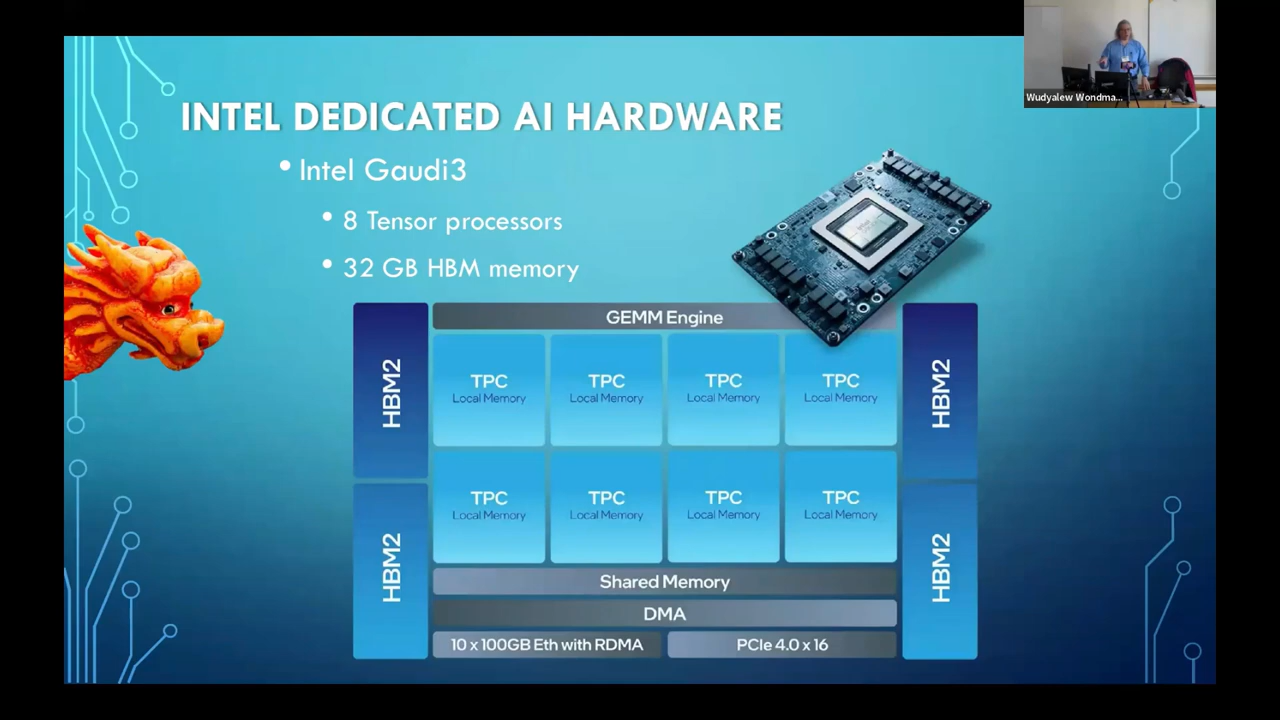 Wudyalew Wondma...
INTEL DEDICATED AI HARDWARE
• Intel Gaudi3
• 8 Tensor processors
• 32 GB HBM memory
GEMM Engine
HBM2
TPC
Local Memory
TPC
Local Memory
TPC
Local Memory
TPC
Local Memory
HBM2
HBM2
TPC
Local Memory
TPC
Local Memory
TPC
Local Memory
TPC
Local Memory
HBM2
Shared Memory
DMA
10 x 100GB Eth with RDMA
PCIe 4.0 x 16